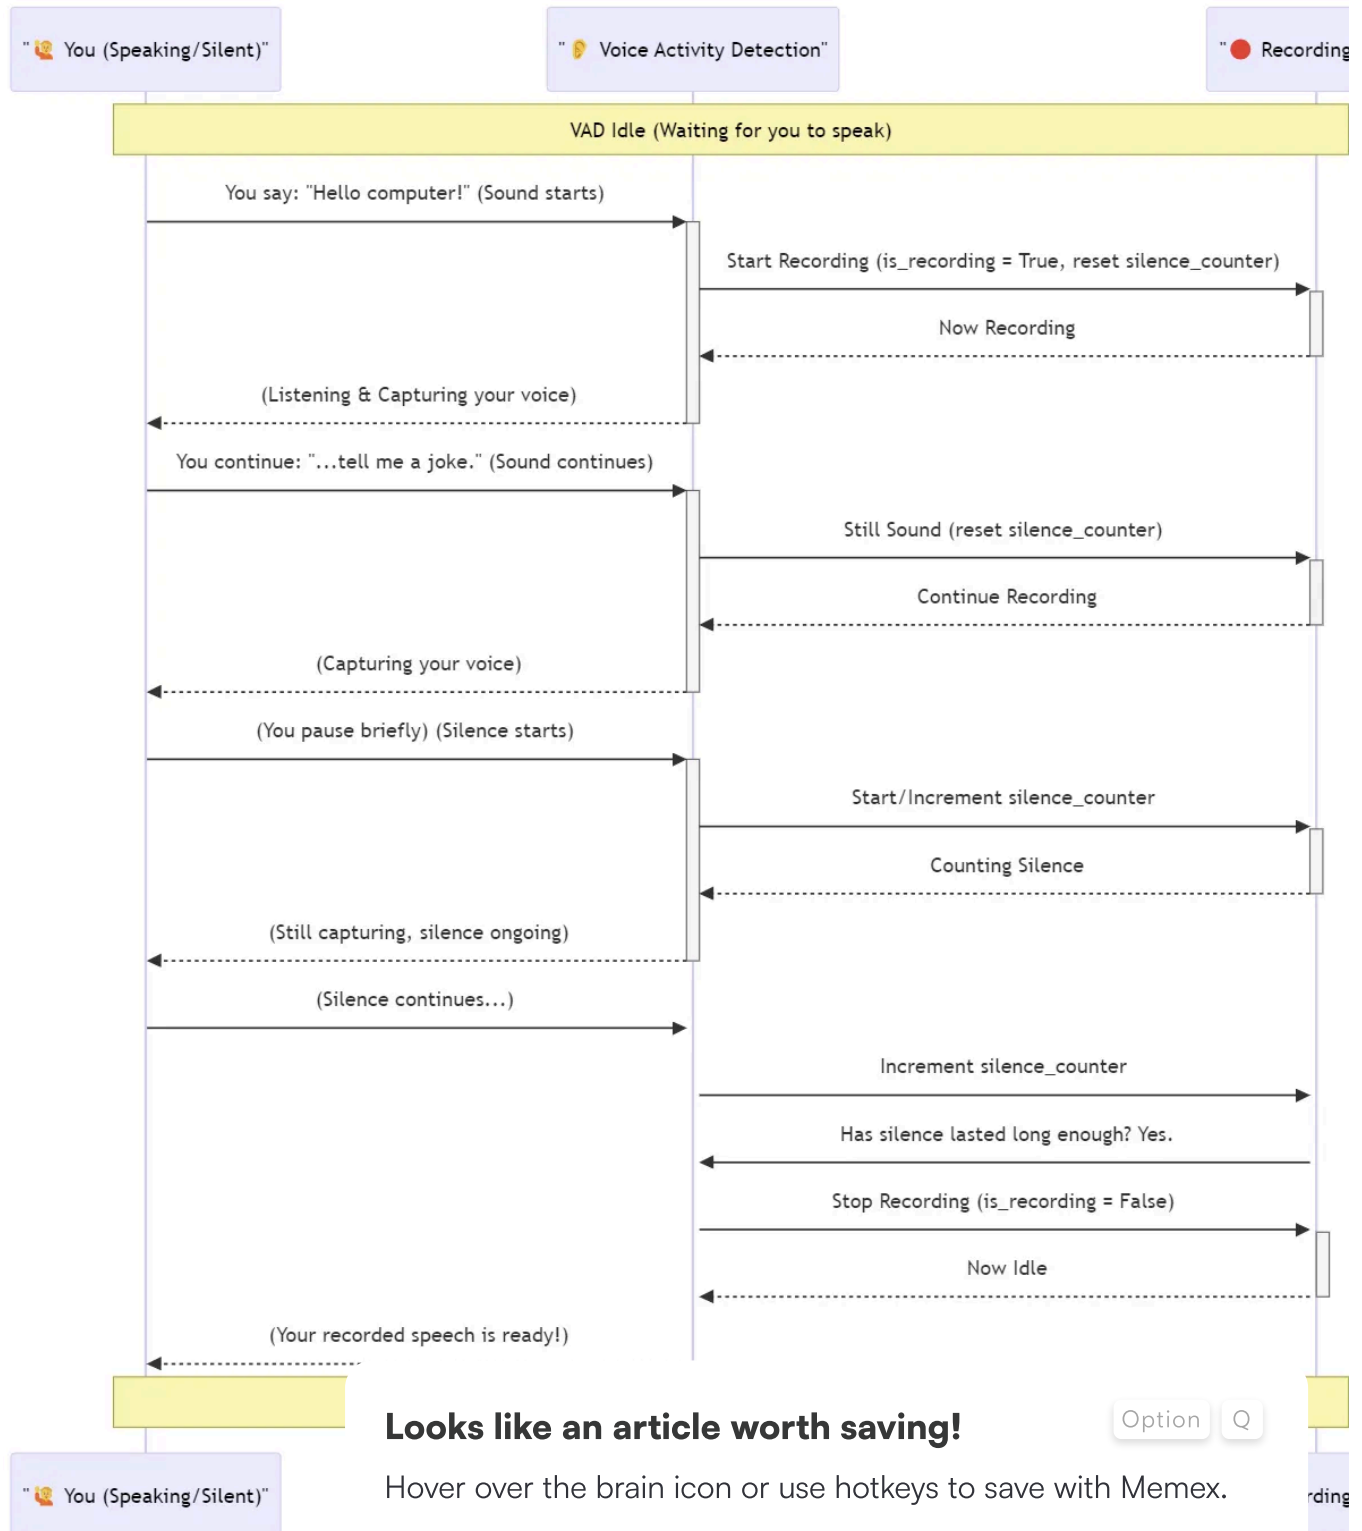 "🙋 You (Speaking/Silent)"
"👂 Voice Activity Detection"
"🔴 Recording
VAD Idle (Waiting for you to speak)
You say: "Hello computer!" (Sound starts)
Start Recording (is_recording = True, reset silence_counter)
Now Recording
(Listening & Capturing your voice)
You continue: "...tell me a joke." (Sound continues)
Still Sound (reset silence_counter)
Continue Recording
(Capturing your voice)
(You pause briefly) (Silence starts)
Start/Increment silence_counter
Counting Silence
(Still capturing, silence ongoing)
(Silence continues...)
Increment silence_counter
Has silence lasted long enough? Yes.
Stop Recording (is_recording = False)
Now Idle
(Your recorded speech is ready!)
Looks like an article worth saving!
Option Q
Hover over the brain icon or use hotkeys to save with Memex.
"🙋 You (Speaking/Silent)"
rding